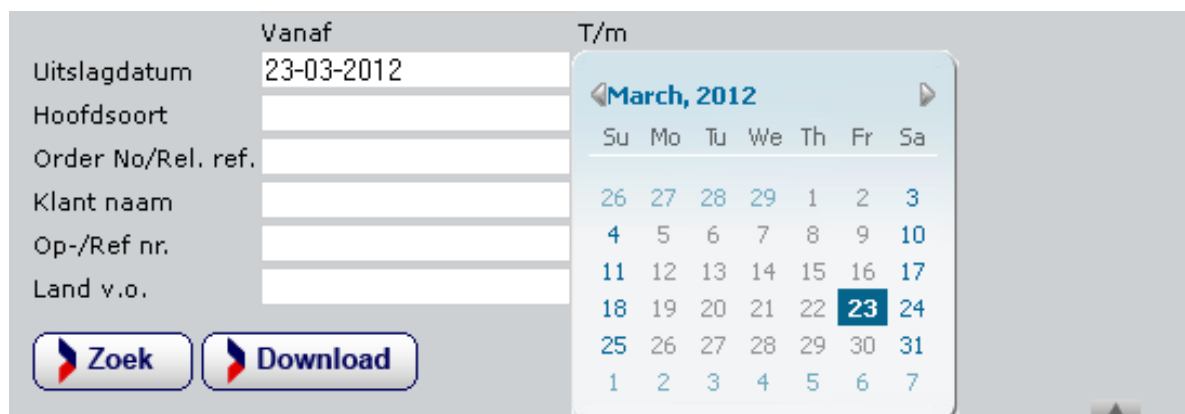 Vanaf T/m
Uitslagdatum 23-03-2012
Hoofdsoort
Order No/Rel. ref.
Klant naam
Op-/Ref nr.
Land v.o.
Zoek Download
March, 2012
Su Mo Tu We Th Fr Sa
26 27 28 29 1 2 3
4 5 6 7 8 9 10
11 12 13 14 15 16 17
18 19 20 21 22 23 24
25 26 27 28 29 30 31
1 2 3 4 5 6 7